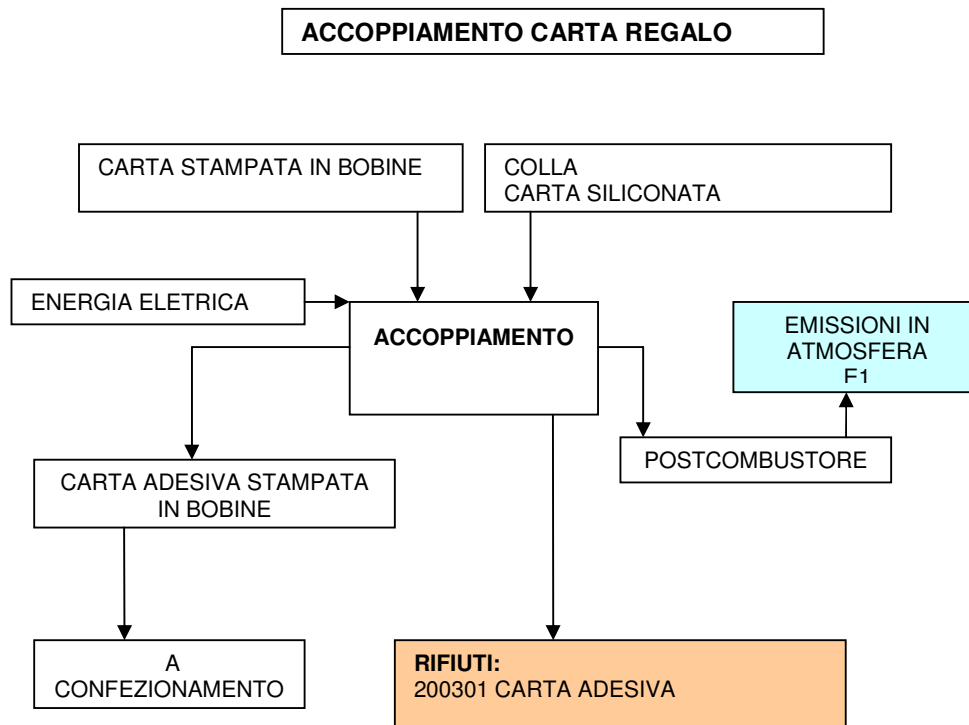 ACCOPPIAMENTO CARTA REGALO
CARTA STAMPATA IN BOBINE
COLLA
CARTA SILICONATA
ENERGIA ELETRICA
ACCOPPIAMENTO
EMISSIONI IN
ATMOSFERA
E1
POSTCOMBUSTORE
CARTA ADESIVA STAMPATA
IN BOBINE
A
CONFEZIONAMENTO
RIFIUTI:
200301 CARTA ADESIVA